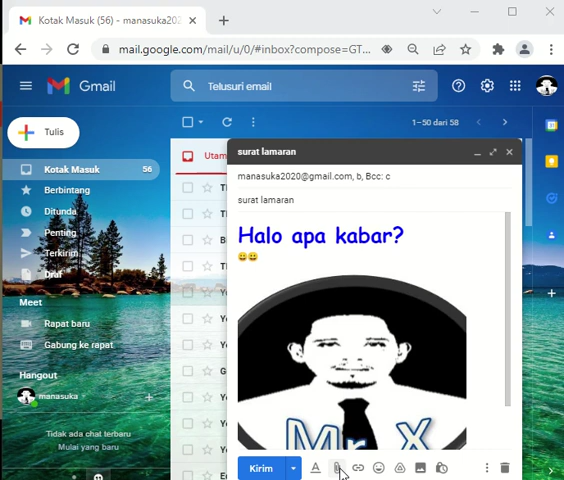 Kotak Masuk (56) - manasuka202
mail.google.com/mail/u/0/#inbox?compose=GT...
Gmail
Telusuri email
Tulis
1–50 dari 58
Kotak Masuk 56
Utam
Berbintang
Ditunda
Penting
Terkirim
Draf
Meet
Rapat baru
Gabung ke rapat
Hangout
manasuka
Tidak ada chat terbaru
Mulai yang baru
surat lamaran
manasuka2020@gmail.com, b, Bcc: c
surat lamaran
Halo apa kabar?
😀😀
Mr X
Kirim